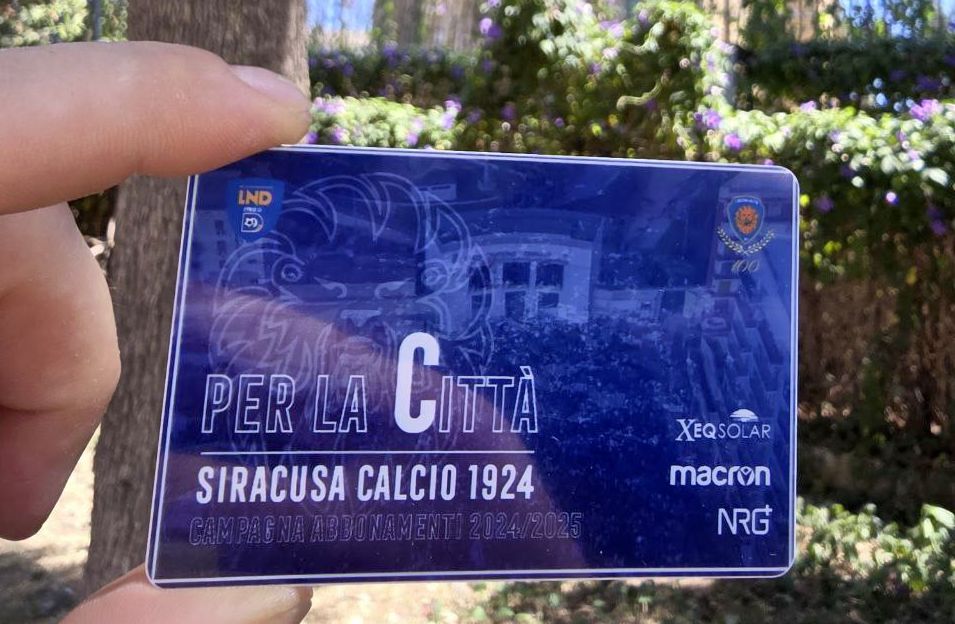 LND
100
PER LA CITTÀ
SIRACUSA CALCIO 1924
CAMPAGNA ABBONAMENTI 2024/2025
XEQSOLAR
macron
NRG+